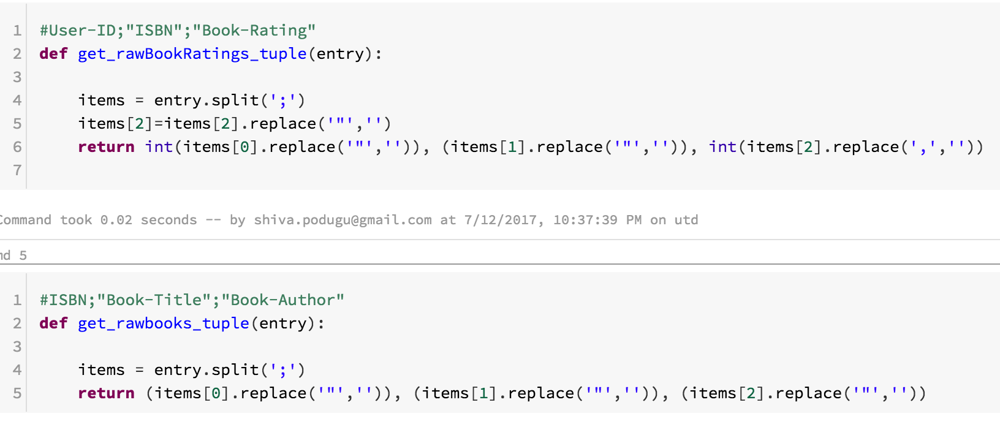 1 #User-ID;"ISBN";"Book-Rating"
2 def get_rawBookRatings_tuple(entry):
3
4 items = entry.split(';')
5 items[2]=items[2].replace('"','')
6 return int(items[0].replace('"','')), (items[1].replace('"','')), int(items[2].replace(',',''))
7
Command took 0.02 seconds -- by shiva.podugu@gmail.com at 7/12/2017, 10:37:39 PM on utd
md 5
1 #ISBN;"Book-Title";"Book-Author"
2 def get_rawbooks_tuple(entry):
3
4 items = entry.split(';')
5 return (items[0].replace('"','')), (items[1].replace('"','')), (items[2].replace('"',''))